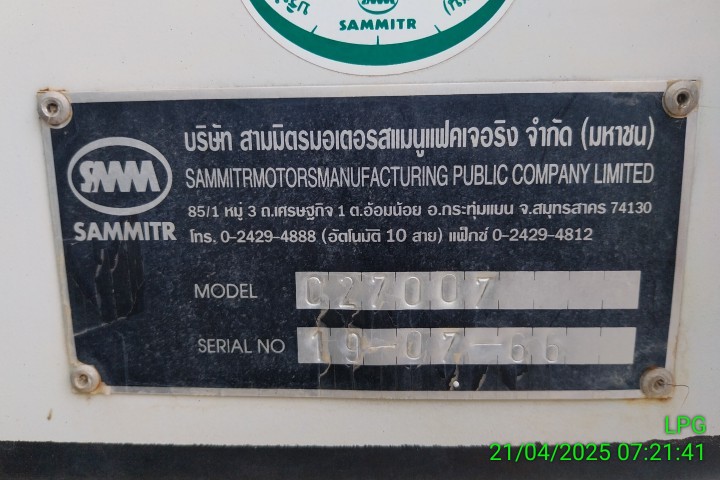 SAMMITR
บริษัท สามมิตรมอเตอรสแมนูแฟคเจอริง จำกัด (มหาชน)
SAMMITRMOTORSMANUFACTURING PUBLIC COMPANY LIMITED
85/1 หมู่ 3 ถ.เศรษฐกิจ 1 ต.อ้อมน้อย อ.กระทุ่มแบน จ.สมุทรสาคร 74130
SAMMITR
โทร. 0-2429-4888 (อัตโนมัติ 10 สาย) แฟ็กซ์ 0-2429-4812
MODEL C27007
SERIAL NO 19-07-66
LPG
21/04/2025 07:21:41